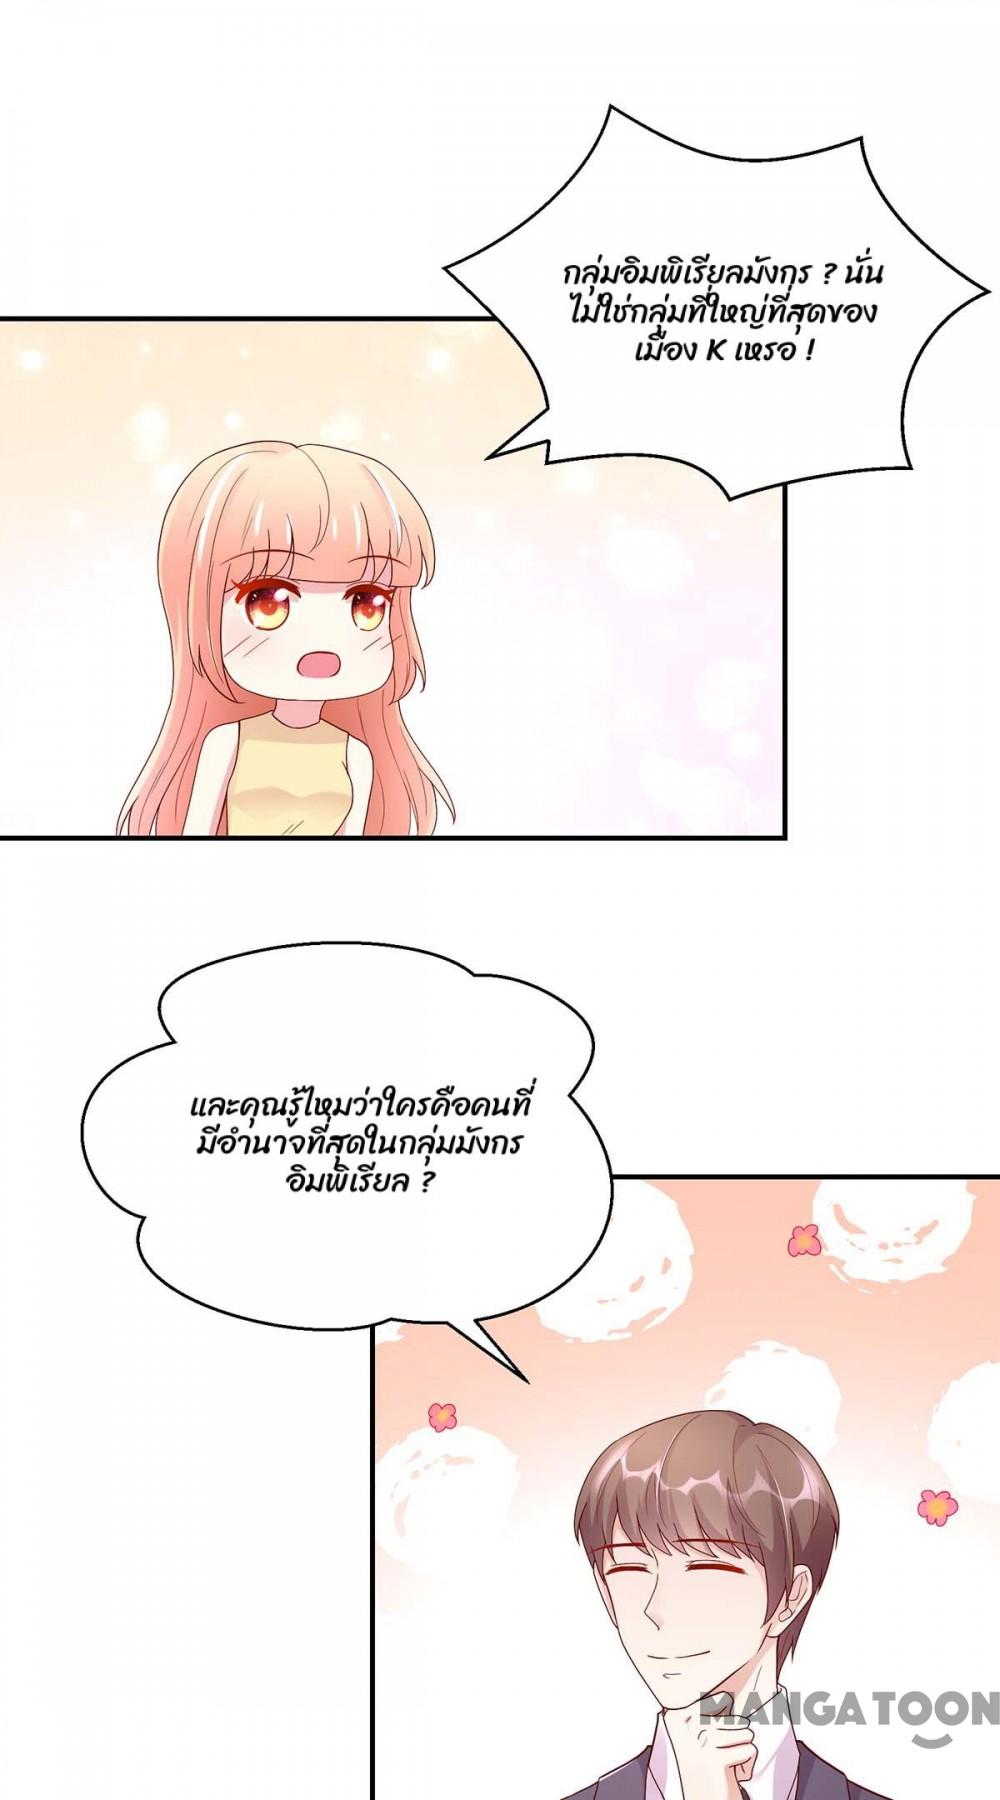 กลุ่มอิมพิเรียลมังกร ? นั่น
ไม่ใช่กลุ่มที่ใหญ่ที่สุดของ
เมือง K เหรอ !
และคุณรู้ไหมว่าใครคือคนที่
มีอำนาจที่สุดในกลุ่มมังกร
อิมพิเรียล ?
MANGATOON